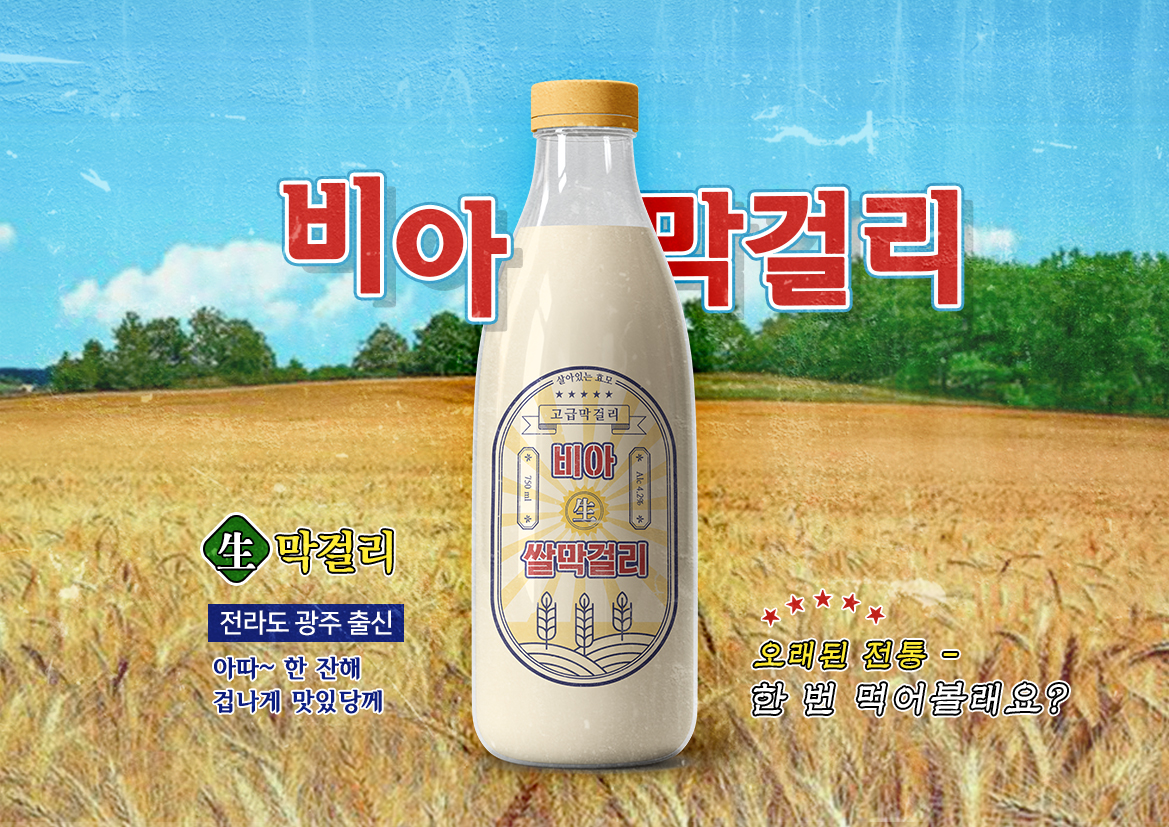 비아 막걸리
살아있는 효모
고급막걸리
비아
750 ml
Alc 4.2%
生
쌀막걸리
生 막걸리
전라도 광주 출신
아따~ 한 잔해
겁나게 맛있당께
오래된 전통 -
한 번 먹어볼래요?